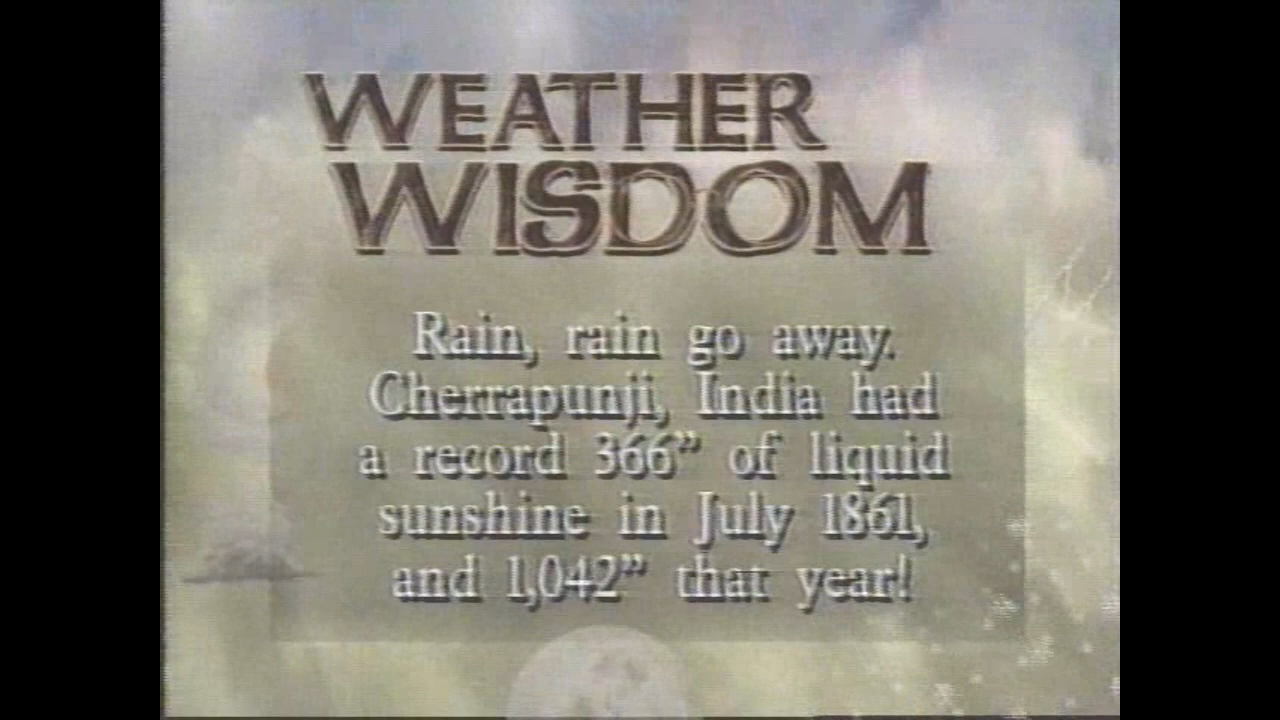 WEATHER
WISDOM
Rain, rain go away.
Cherrapunji, India had
a record 366” of liquid
sunshine in July 1861,
and 1,042” that year!